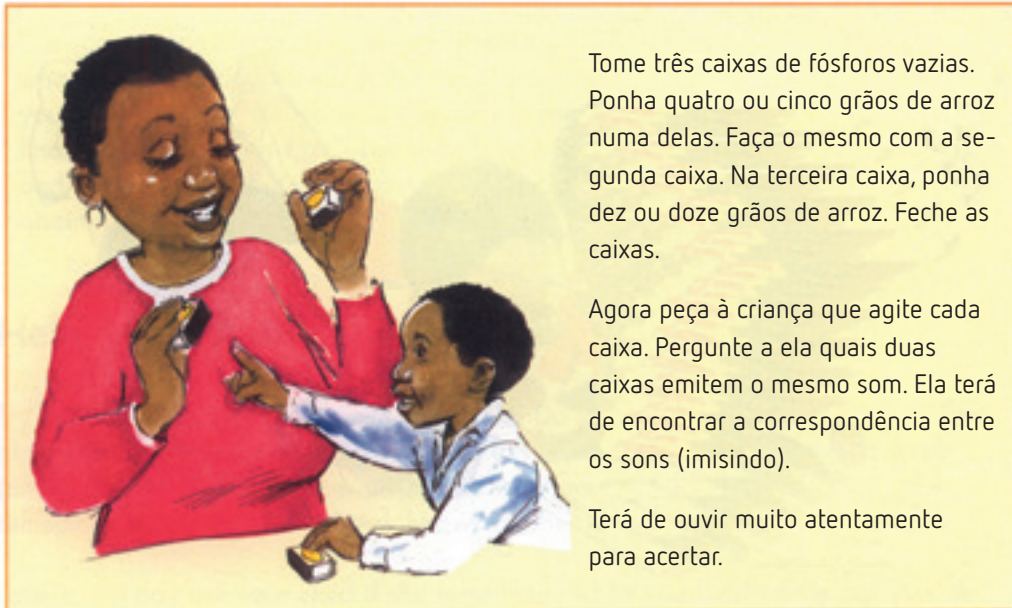 Tome três caixas de fósforos vazias.
Ponha quatro ou cinco grãos de arroz
numa delas. Faça o mesmo com a se-
gunda caixa. Na terceira caixa, ponha
dez ou doze grãos de arroz. Feche as
caixas.
Agora peça à criança que agite cada
caixa. Pergunte a ela quais duas
caixas emitem o mesmo som. Ela terá
de encontrar a correspondência entre
os sons (imisindo).
Terá de ouvir muito atentamente
para acertar.